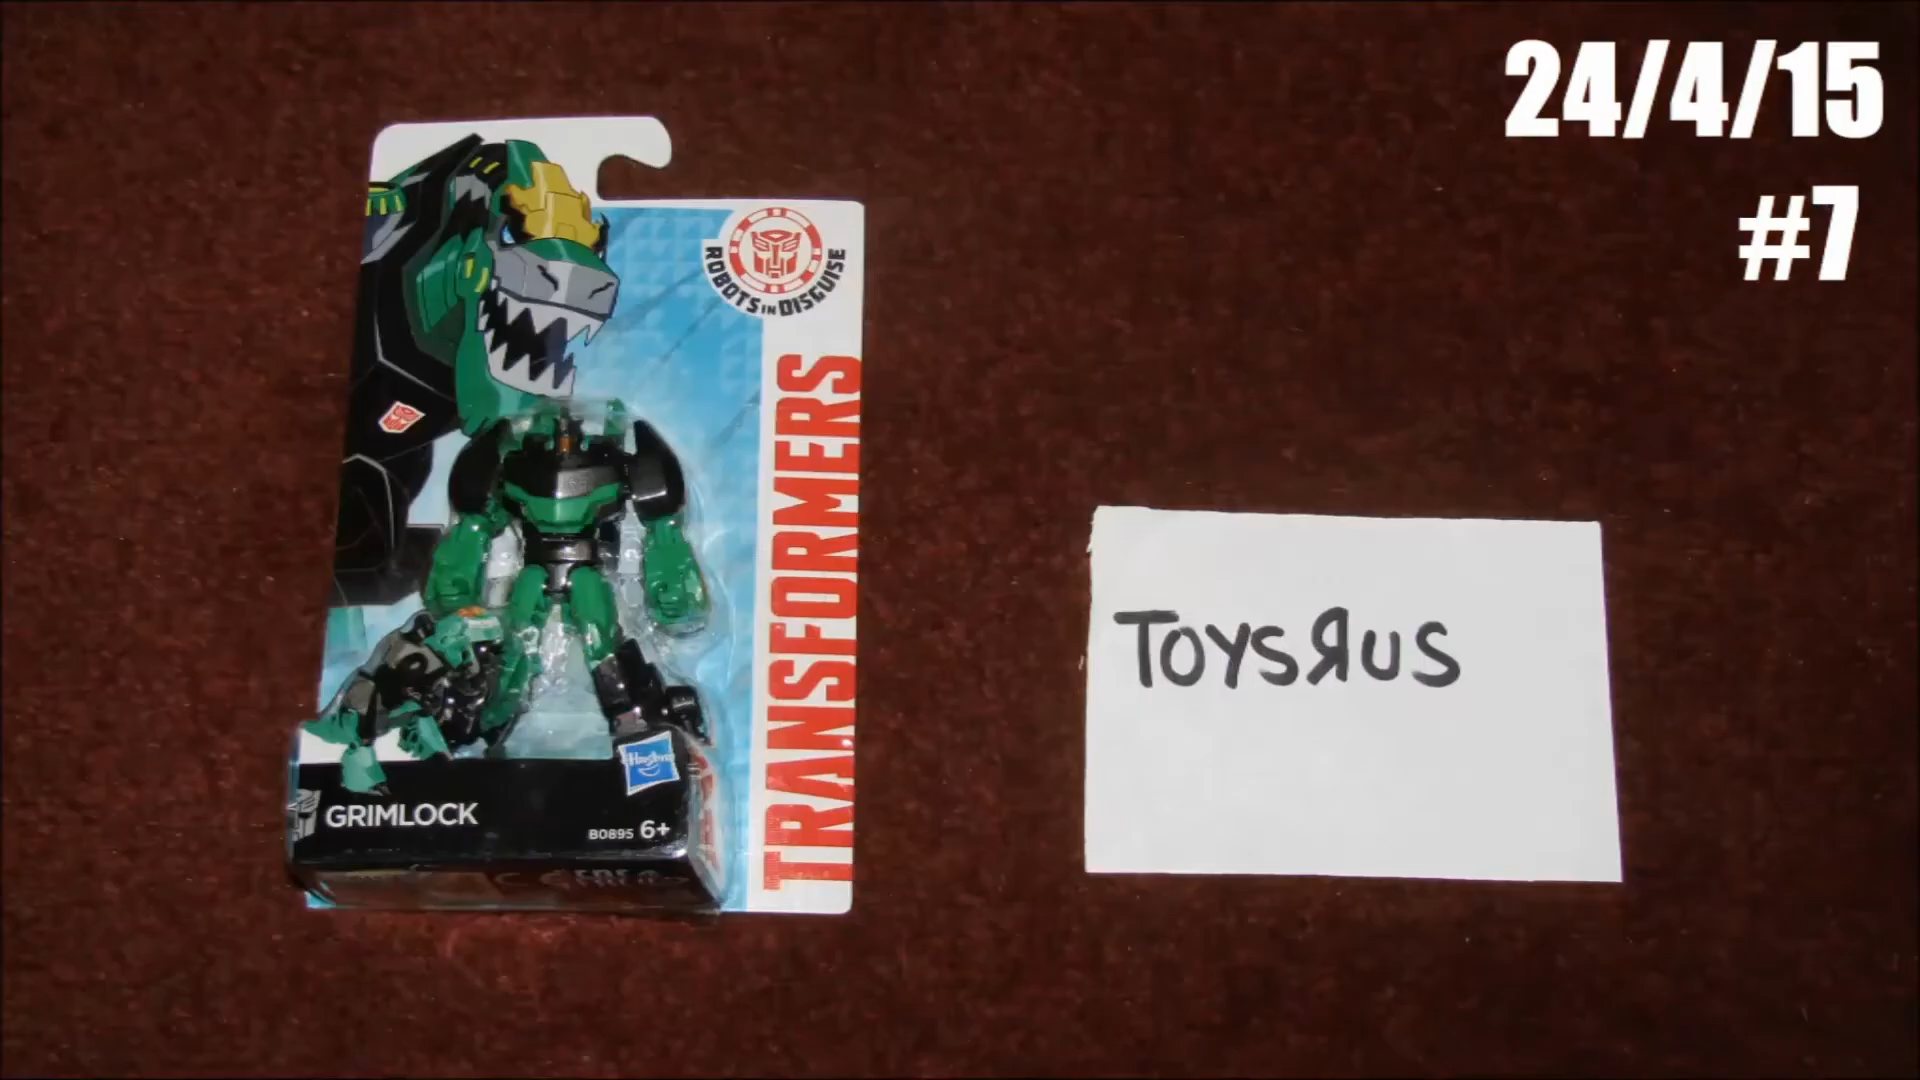 24/4/15
#7
ROBOTS IN DISGUISE
TRANSFORMERS
TOYSЯUS
Hasbro
GRIMLOCK
B0895 6+